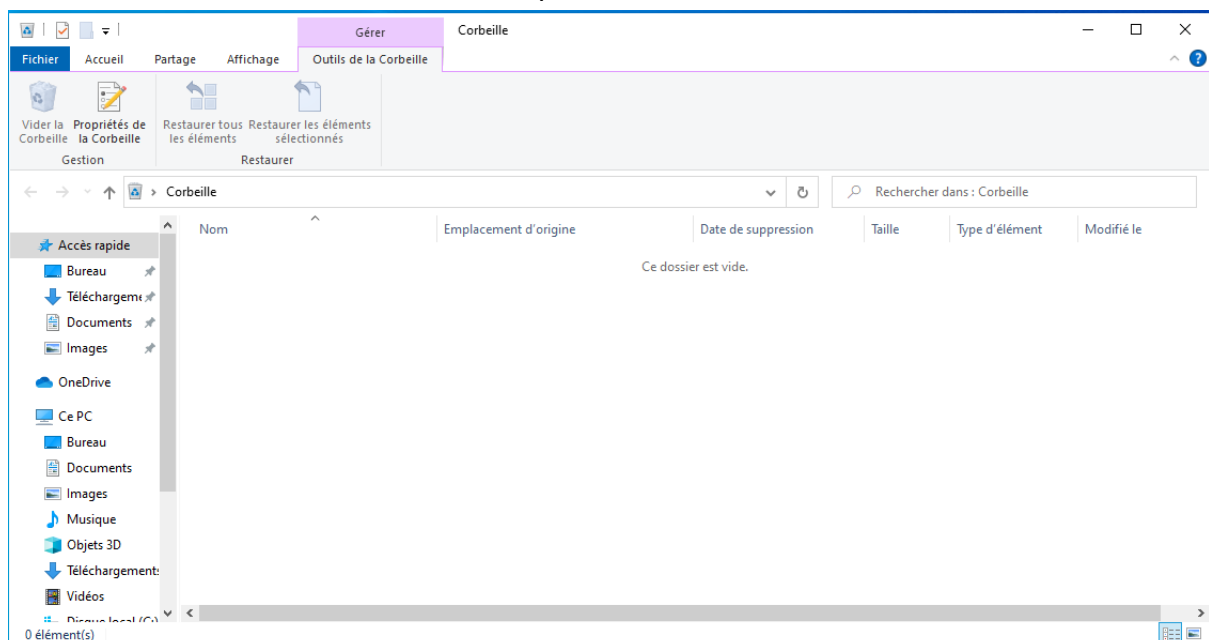 Gérer
Corbeille
Fichier
Accueil
Partage
Affichage
Outils de la Corbeille
Vider la Corbeille
Propriétés de la Corbeille
Restaurer tous les éléments
Restaurer les éléments sélectionnés
Gestion
Restaurer
Corbeille
Rechercher dans : Corbeille
Nom
Emplacement d'origine
Date de suppression
Taille
Type d'élément
Modifié le
Ce dossier est vide.
Accès rapide
Bureau
Téléchargeme
Documents
Images
OneDrive
Ce PC
Bureau
Documents
Images
Musique
Objets 3D
Téléchargements
Vidéos
Disque local (C:)
0 élément(s)